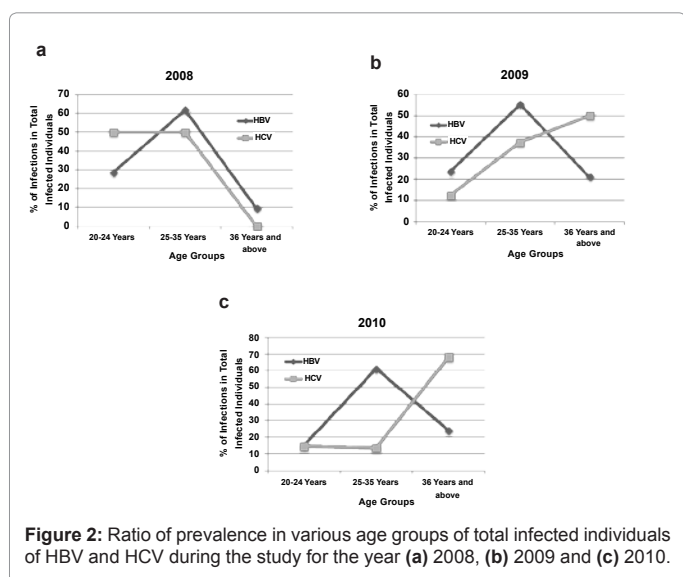 a
2008
% of Infections in Total
Infected Individuals
70
60
50
40
30
20
10
0
HBV
HCV
20-24 Years
25-35 Years
36 Years and
above
Age Groups
b
2009
% of Infections in Total
Infected Individuals
60
50
40
30
20
10
0
HBV
HCV
20-24 Years
25-35 Years
36 Years and
above
Age Groups
c
2010
% of Infections in Total
Infected Individuals
80
70
60
50
40
30
20
10
0
HBV
HCV
20-24 Years
25-35 Years
36 Years and
above
Age Groups
Figure 2: Ratio of prevalence in various age groups of total infected individuals
of HBV and HCV during the study for the year (a) 2008, (b) 2009 and (c) 2010.